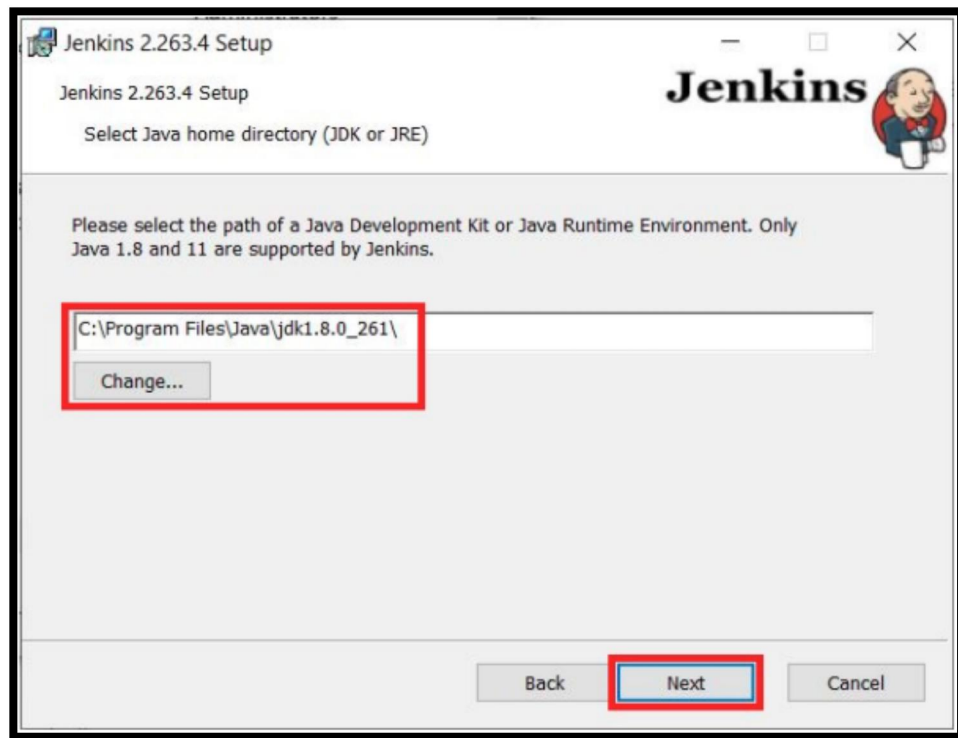 Jenkins 2.263.4 Setup
Jenkins 2.263.4 Setup
Jenkins
Select Java home directory (JDK or JRE)
Please select the path of a Java Development Kit or Java Runtime Environment. Only
Java 1.8 and 11 are supported by Jenkins.
C:\Program Files\Java\jdk1.8.0_261\
Change...
Back Next Cancel